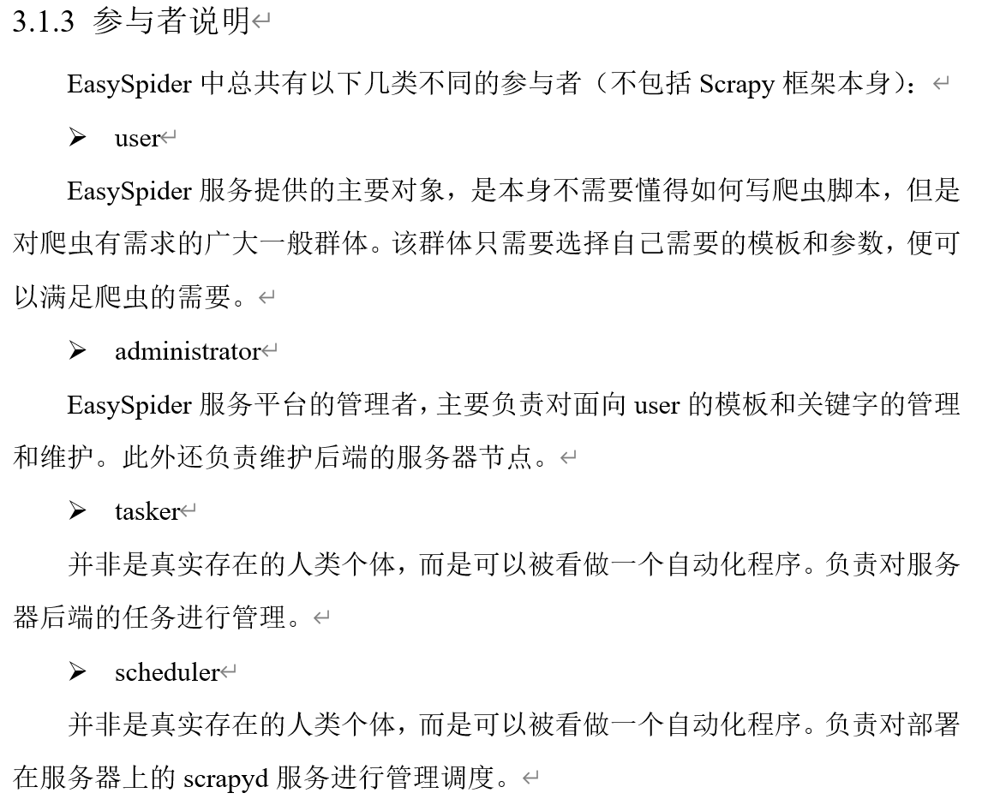 3.1.3 参与者说明↵
EasySpider 中总共有以下几类不同的参与者（不包括 Scrapy 框架本身）：↵
➢ user↵
EasySpider 服务提供的主要对象，是本身不需要懂得如何写爬虫脚本，但是
对爬虫有需求的广大一般群体。该群体只需要选择自己需要的模板和参数，便可
以满足爬虫的需要。↵
➢ administrator↵
EasySpider 服务平台的管理者，主要负责对面向 user 的模板和关键字的管理
和维护。此外还负责维护后端的服务器节点。↵
➢ tasker↵
并非是真实存在的人类个体，而是可以被看做一个自动化程序。负责对服务
器后端的任务进行管理。↵
➢ scheduler↵
并非是真实存在的人类个体，而是可以被看做一个自动化程序。负责对部署
在服务器上的 scrapyd 服务进行管理调度。↵